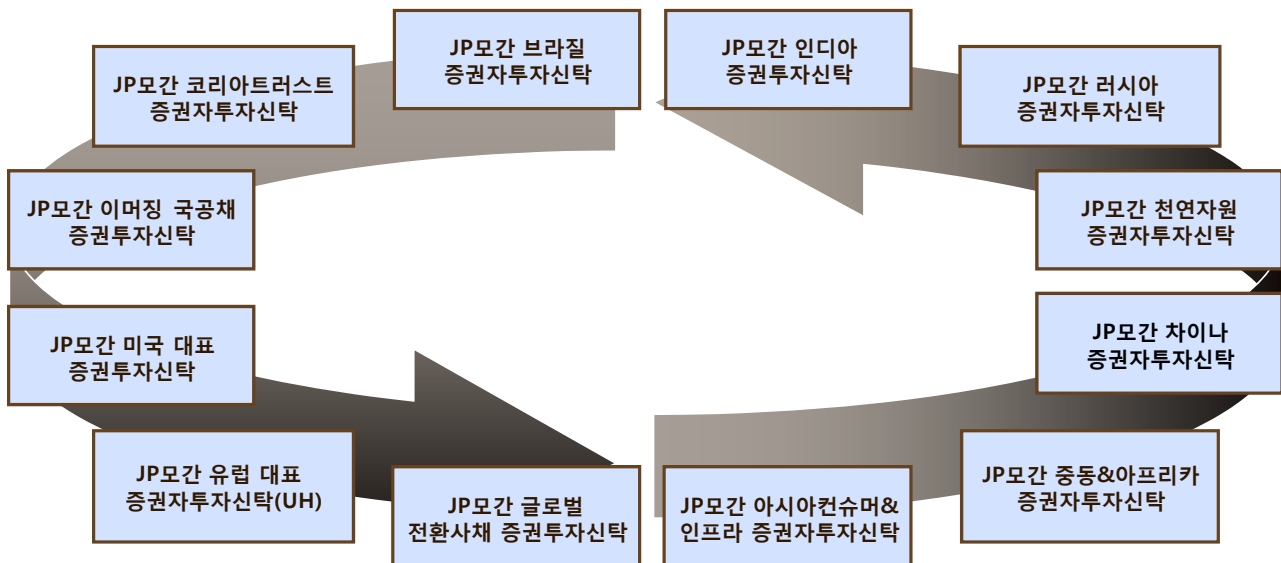 JP모간 브라질
증권자투자신탁
JP모간 인디아
증권자투자신탁
JP모간 코리아트러스트
증권자투자신탁
JP모간 러시아
증권자투자신탁
JP모간 이머징 국공채
증권투자신탁
JP모간 천연자원
증권자투자신탁
JP모간 미국 대표
증권투자신탁
JP모간 차이나
증권자투자신탁
JP모간 유럽 대표
증권자투자신탁(UH)
JP모간 글로벌
전환사채 증권투자신탁
JP모간 아시아컨슈머&
인프라 증권자투자신탁
JP모간 중동&아프리카
증권자투자신탁